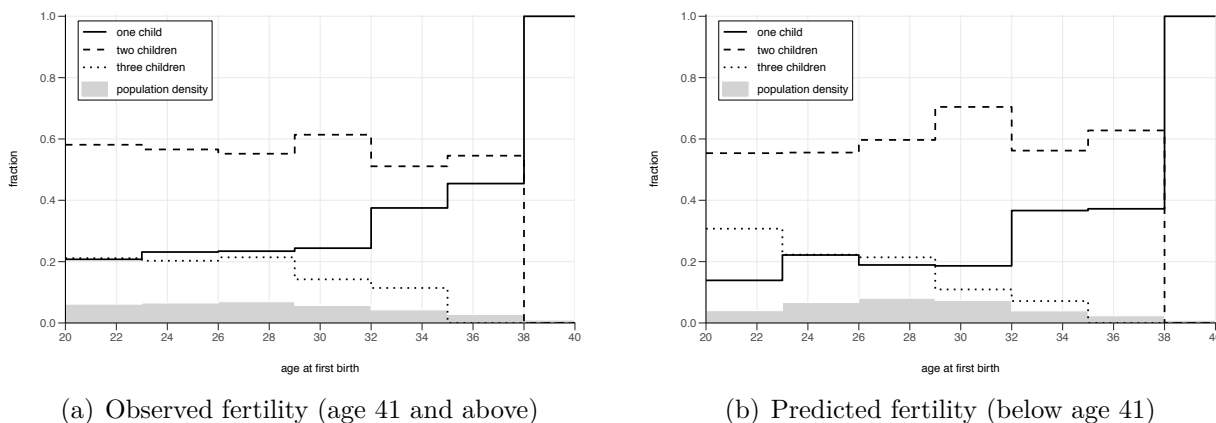 1.0
0.8
0.6
0.4
0.2
0.0
fraction
one child
two children
three children
population density
20 22 24 26 28 30 32 34 36 38 40
age at first birth
(a) Observed fertility (age 41 and above)
1.0
0.8
0.6
0.4
0.2
0.0
fraction
one child
two children
three children
population density
20 22 24 26 28 30 32 34 36 38 40
age at first birth
(b) Predicted fertility (below age 41)